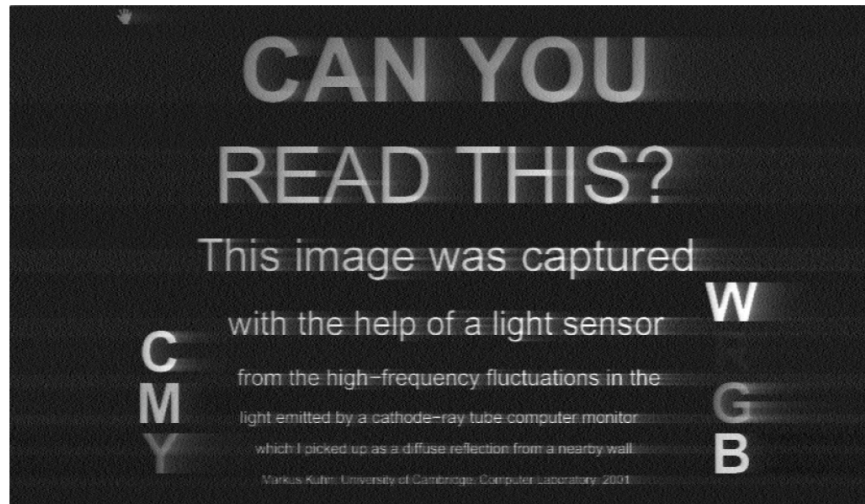 CAN YOU
READ THIS?
This image was captured
with the help of a light sensor
from the high-frequency fluctuations in the
light emitted by a cathode-ray tube computer monitor
which I picked up as a diffuse reflection from a nearby wall.
Markus Kuhn, University of Cambridge, Computer Laboratory, 2001
C
M
Y
W
R
G
B